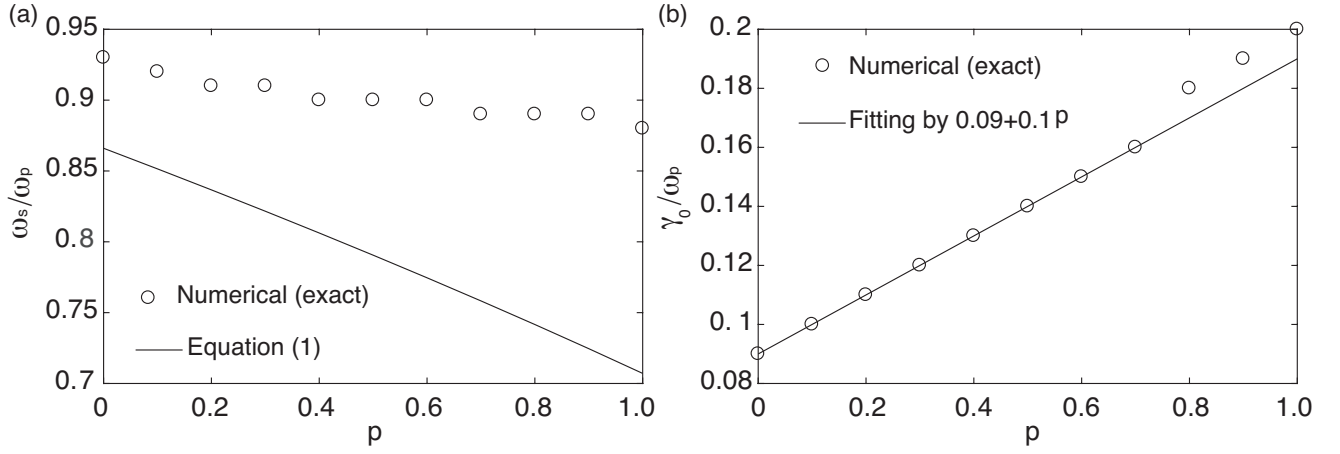 (a)
0.95
0.9
0.85
0.8
0.75
0.7
ωs/ωp
Numerical (exact)
Equation (1)
0 0.2 0.4 0.6 0.8 1.0
p
(b)
0.2
0.18
0.16
0.14
0.12
0.1
0.08
γ0/ωp
Numerical (exact)
Fitting by 0.09+0.1p
0 0.2 0.4 0.6 0.8 1.0
p